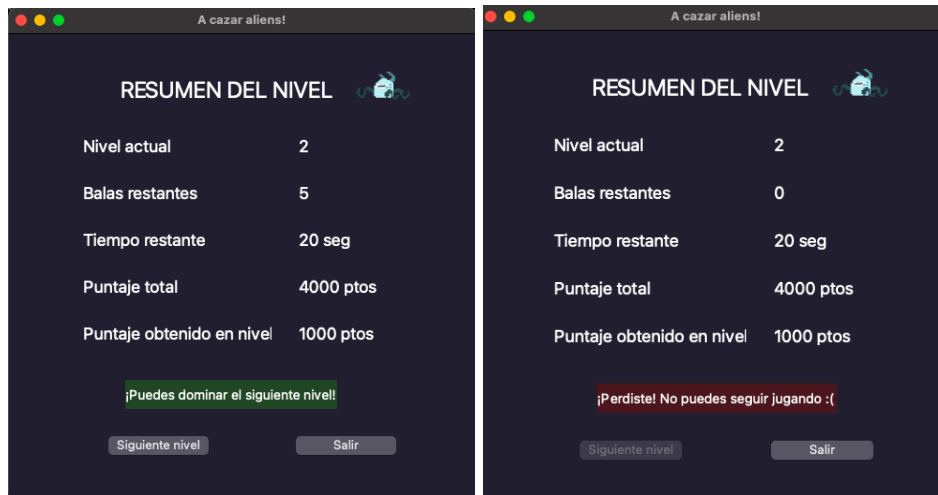 A cazar aliens!
RESUMEN DEL NIVEL
Nivel actual 2
Balas restantes 5
Tiempo restante 20 seg
Puntaje total 4000 ptos
Puntaje obtenido en nivel 1000 ptos
¡Puedes dominar el siguiente nivel!
Siguiente nivel Salir
A cazar aliens!
RESUMEN DEL NIVEL
Nivel actual 2
Balas restantes 0
Tiempo restante 20 seg
Puntaje total 4000 ptos
Puntaje obtenido en nivel 1000 ptos
¡Perdiste! No puedes seguir jugando :(
Siguiente nivel Salir